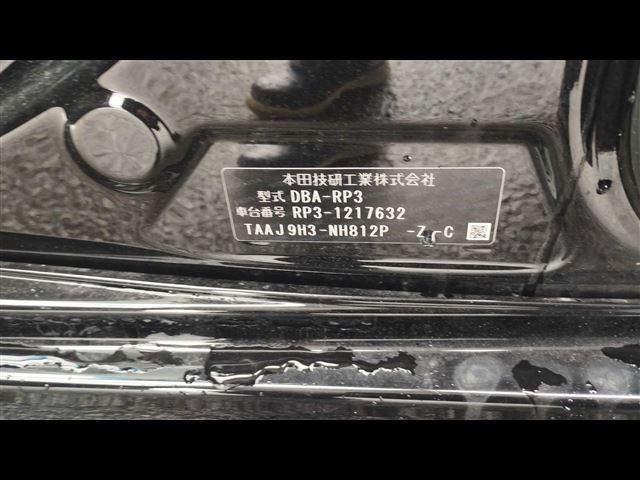 本田技研工業株式会社
型式 DBA-RP3
車台番号 RP3-1217632
TAAJ9H3-NH812P -Z-C